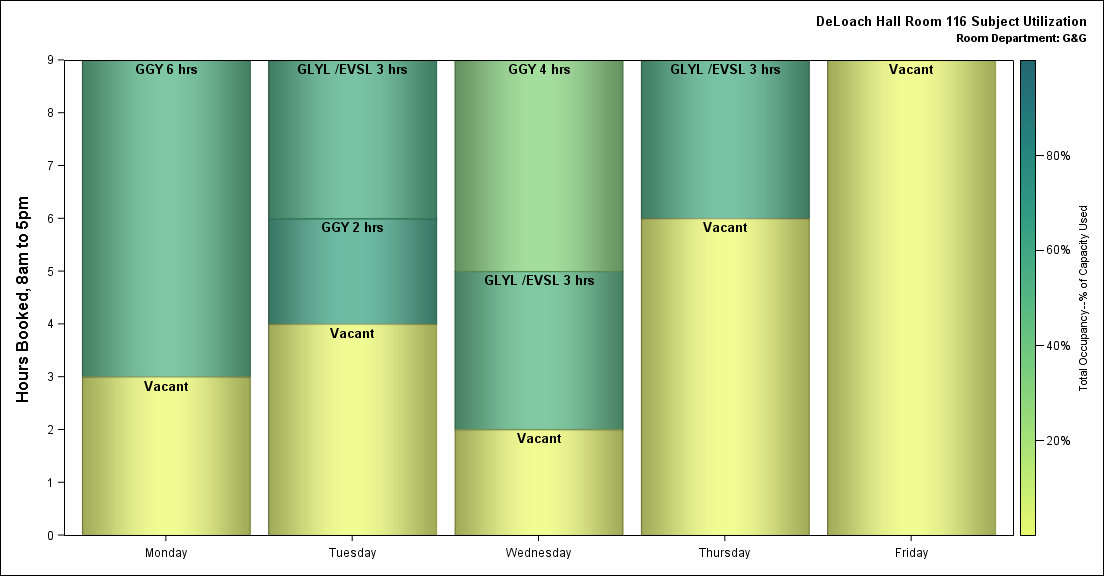 DeLoach Hall Room 116 Subject Utilization
Room Department: G&G
Hours Booked, 8am to 5pm
9
8
7
6
5
4
3
2
1
0
GGY 6 hrs
Vacant
GLYL /EVSL 3 hrs
GGY 2 hrs
Vacant
GGY 4 hrs
GLYL /EVSL 3 hrs
Vacant
GLYL /EVSL 3 hrs
Vacant
Vacant
Monday
Tuesday
Wednesday
Thursday
Friday
80%
60%
40%
20%
Total Occupancy--% of Capacity Used